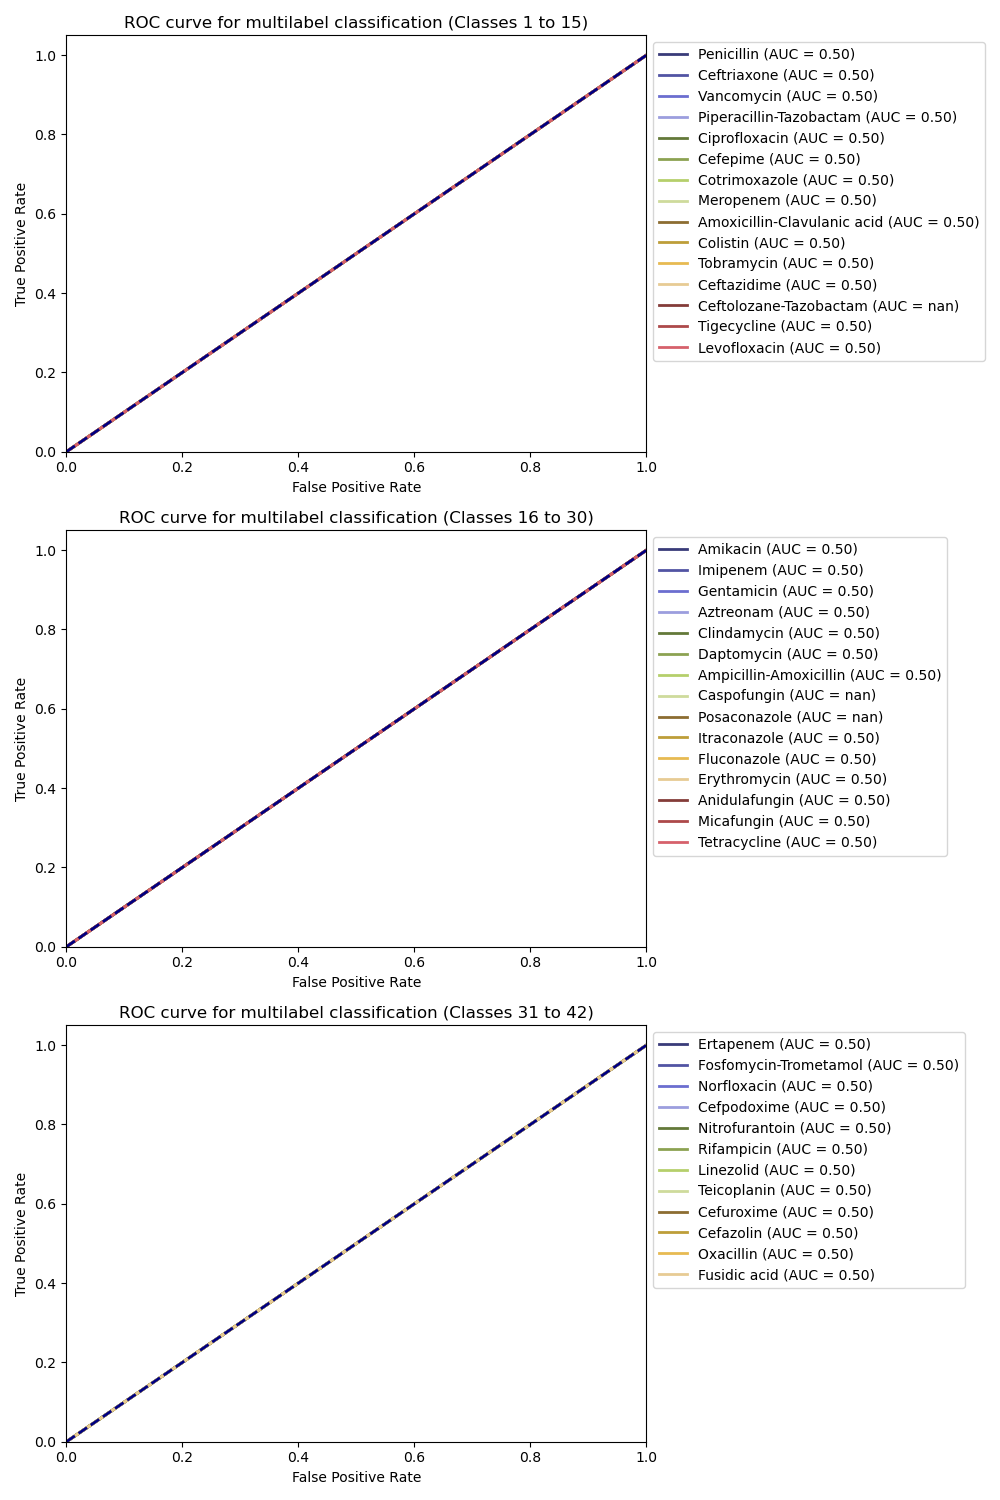 ROC curve for multilabel classification (Classes 1 to 15)
1.0
0.8
0.6
0.4
0.2
0.0
True Positive Rate
0.0 0.2 0.4 0.6 0.8 1.0
False Positive Rate
Penicillin (AUC = 0.50)
Ceftriaxone (AUC = 0.50)
Vancomycin (AUC = 0.50)
Piperacillin-Tazobactam (AUC = 0.50)
Ciprofloxacin (AUC = 0.50)
Cefepime (AUC = 0.50)
Cotrimoxazole (AUC = 0.50)
Meropenem (AUC = 0.50)
Amoxicillin-Clavulanic acid (AUC = 0.50)
Colistin (AUC = 0.50)
Tobramycin (AUC = 0.50)
Ceftazidime (AUC = 0.50)
Ceftolozane-Tazobactam (AUC = nan)
Tigecycline (AUC = 0.50)
Levofloxacin (AUC = 0.50)
ROC curve for multilabel classification (Classes 16 to 30)
1.0
0.8
0.6
0.4
0.2
0.0
True Positive Rate
0.0 0.2 0.4 0.6 0.8 1.0
False Positive Rate
Amikacin (AUC = 0.50)
Imipenem (AUC = 0.50)
Gentamicin (AUC = 0.50)
Aztreonam (AUC = 0.50)
Clindamycin (AUC = 0.50)
Daptomycin (AUC = 0.50)
Ampicillin-Amoxicillin (AUC = 0.50)
Caspofungin (AUC = nan)
Posaconazole (AUC = nan)
Itraconazole (AUC = 0.50)
Fluconazole (AUC = 0.50)
Erythromycin (AUC = 0.50)
Anidulafungin (AUC = 0.50)
Micafungin (AUC = 0.50)
Tetracycline (AUC = 0.50)
ROC curve for multilabel classification (Classes 31 to 42)
1.0
0.8
0.6
0.4
0.2
0.0
True Positive Rate
0.0 0.2 0.4 0.6 0.8 1.0
False Positive Rate
Ertapenem (AUC = 0.50)
Fosfomycin-Trometamol (AUC = 0.50)
Norfloxacin (AUC = 0.50)
Cefpodoxime (AUC = 0.50)
Nitrofurantoin (AUC = 0.50)
Rifampicin (AUC = 0.50)
Linezolid (AUC = 0.50)
Teicoplanin (AUC = 0.50)
Cefuroxime (AUC = 0.50)
Cefazolin (AUC = 0.50)
Oxacillin (AUC = 0.50)
Fusidic acid (AUC = 0.50)